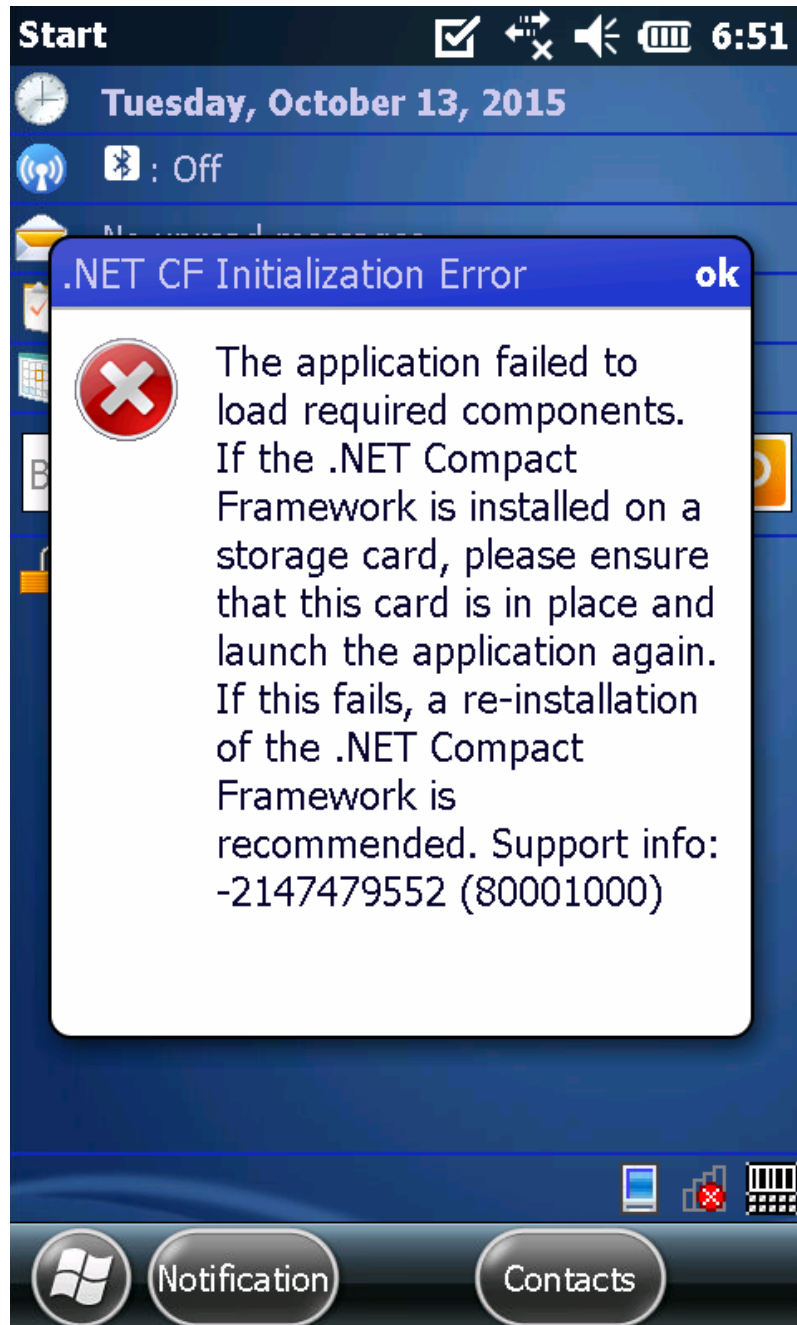 Start 6:51
Tuesday, October 13, 2015
: Off
No unread messages
.NET CF Initialization Error ok
The application failed to
load required components.
If the .NET Compact
Framework is installed on a
storage card, please ensure
that this card is in place and
launch the application again.
If this fails, a re-installation
of the .NET Compact
Framework is
recommended. Support info:
-2147479552 (80001000)
B
Notification Contacts